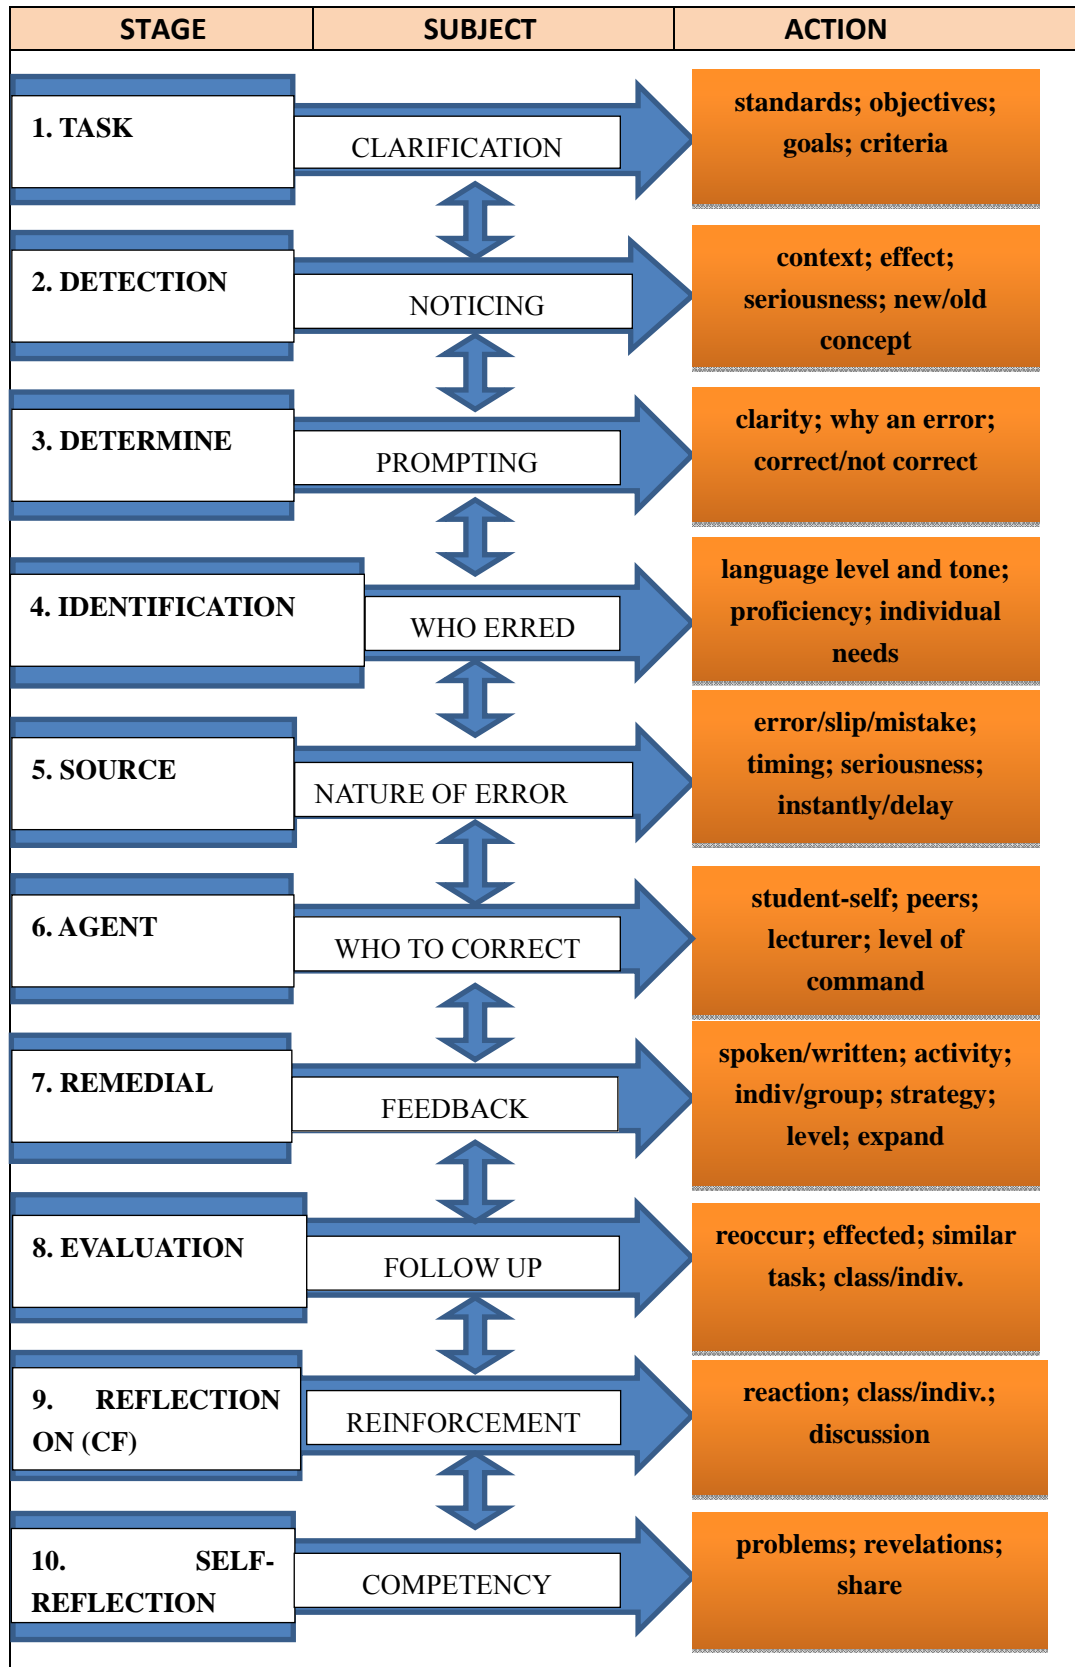 STAGE SUBJECT ACTION
1. TASK
CLARIFICATION
standards; objectives;
goals; criteria
2. DETECTION
NOTICING
context; effect;
seriousness; new/old
concept
3. DETERMINE
PROMPTING
clarity; why an error;
correct/not correct
4. IDENTIFICATION
WHO ERRED
language level and tone;
proficiency; individual
needs
5. SOURCE
NATURE OF ERROR
error/slip/mistake;
timing; seriousness;
instantly/delay
6. AGENT
WHO TO CORRECT
student-self; peers;
lecturer; level of
command
7. REMEDIAL
FEEDBACK
spoken/written; activity;
indiv/group; strategy;
level; expand
8. EVALUATION
FOLLOW UP
reoccur; effected; similar
task; class/indiv.
9. REFLECTION
ON (CF)
REINFORCEMENT
reaction; class/indiv.;
discussion
10. SELF-
REFLECTION
COMPETENCY
problems; revelations;
share